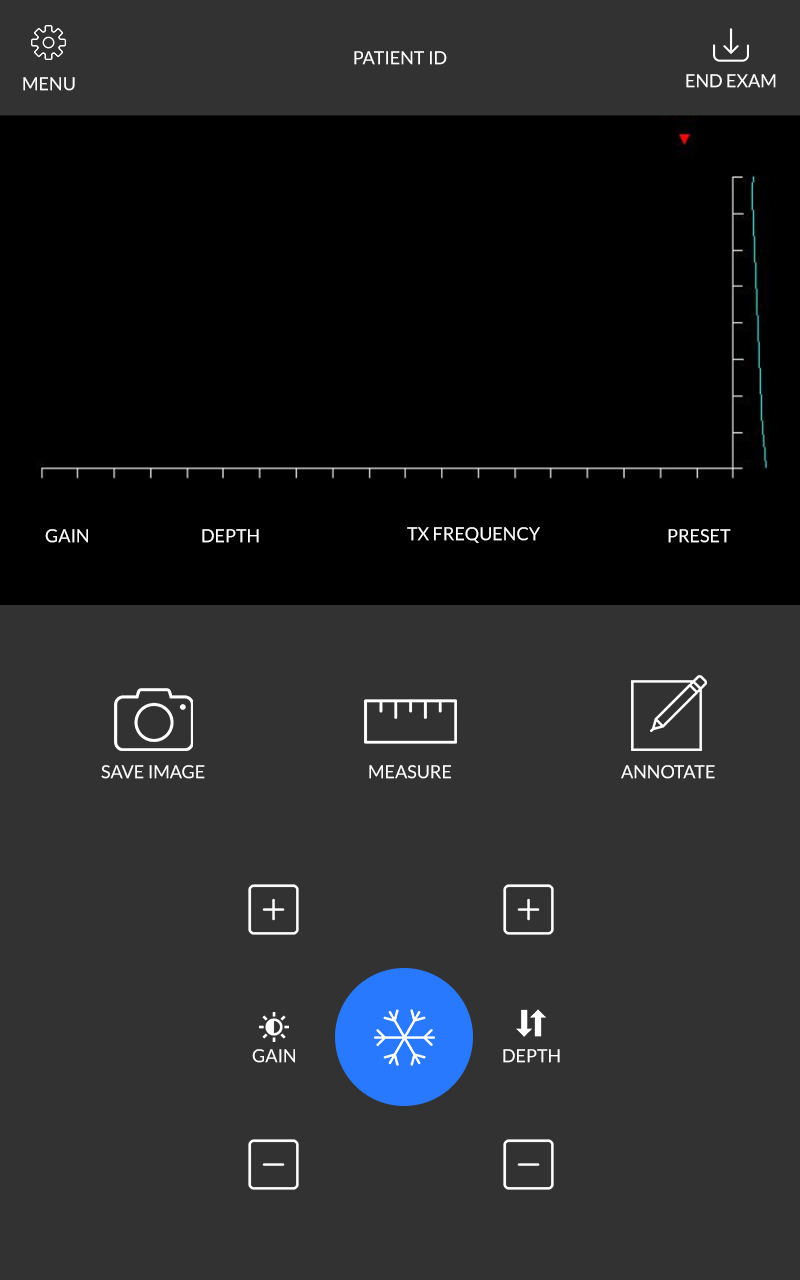 MENU
PATIENT ID
END EXAM
GAIN
DEPTH
TX FREQUENCY
PRESET
SAVE IMAGE
MEASURE
ANNOTATE
GAIN
DEPTH